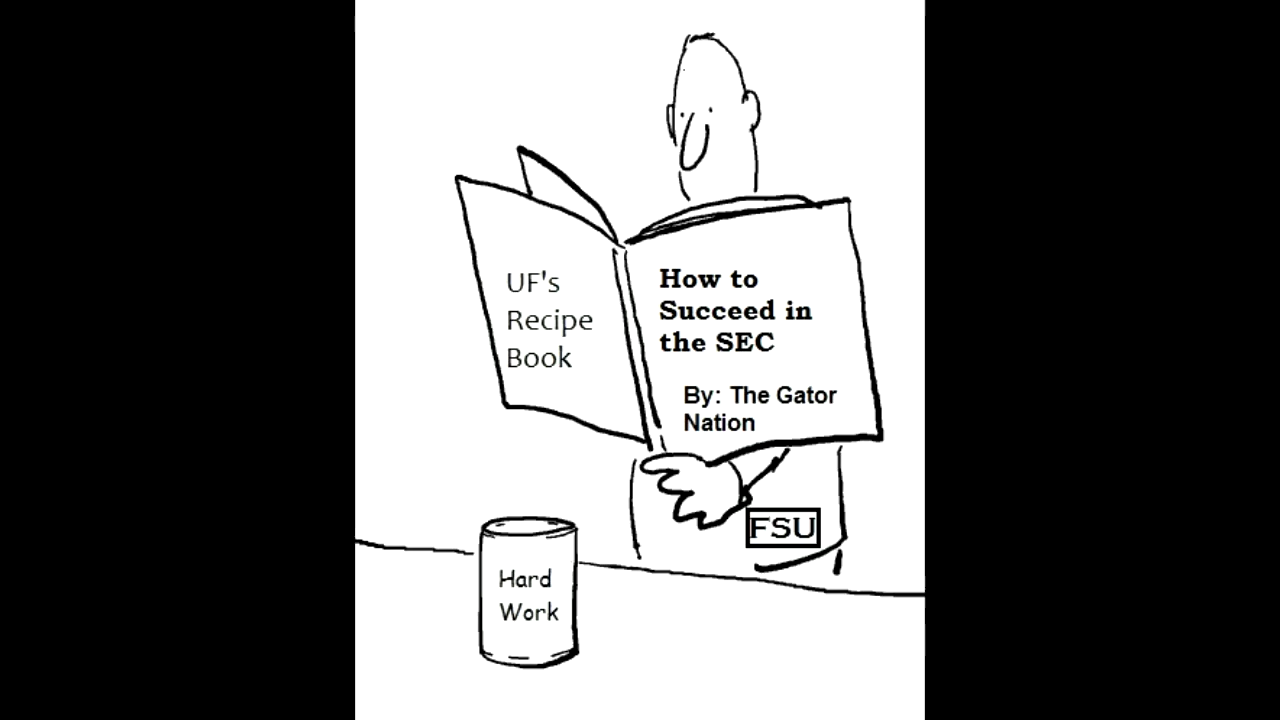 UF's
Recipe
Book
How to
Succeed in
the SEC
By: The Gator
Nation
FSU
Hard
Work